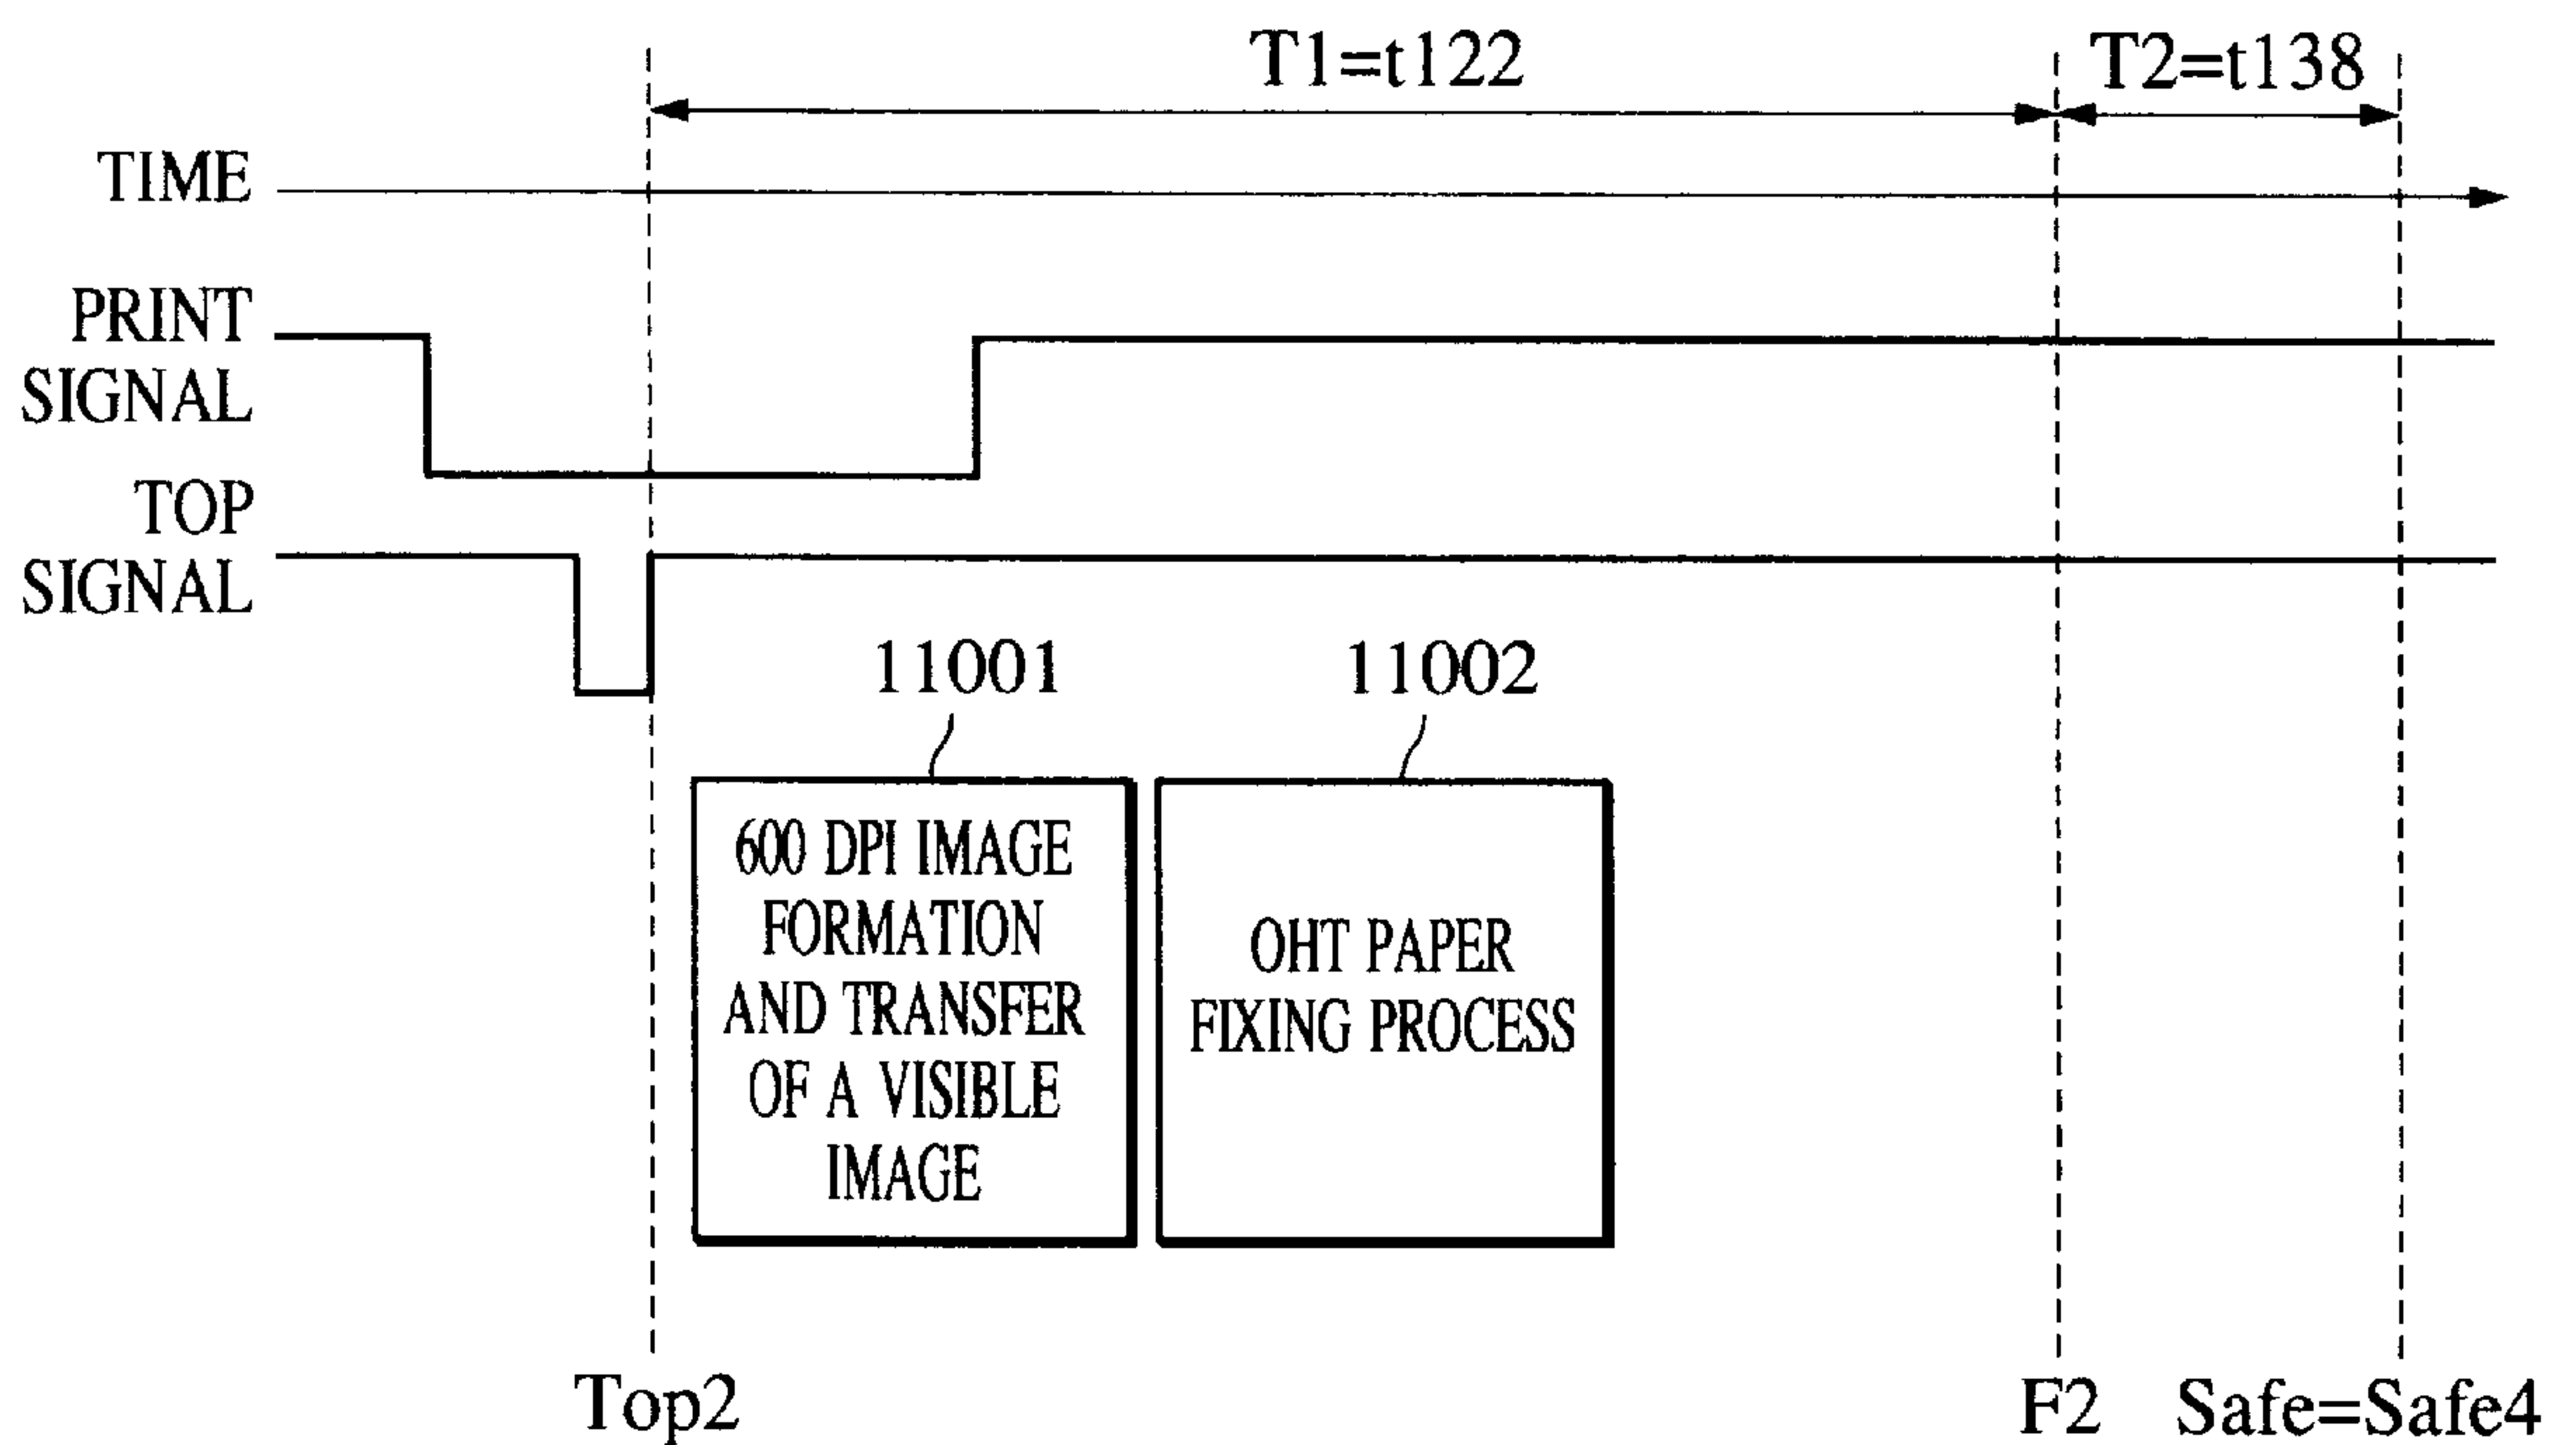 T1=t122
T2=t138
TIME
PRINT
SIGNAL
TOP
SIGNAL
11001
11002
600 DPI IMAGE
FORMATION
AND TRANSFER
OF A VISIBLE
IMAGE
OHT PAPER
FIXING PROCESS
Top2
F2
Safe=Safe4